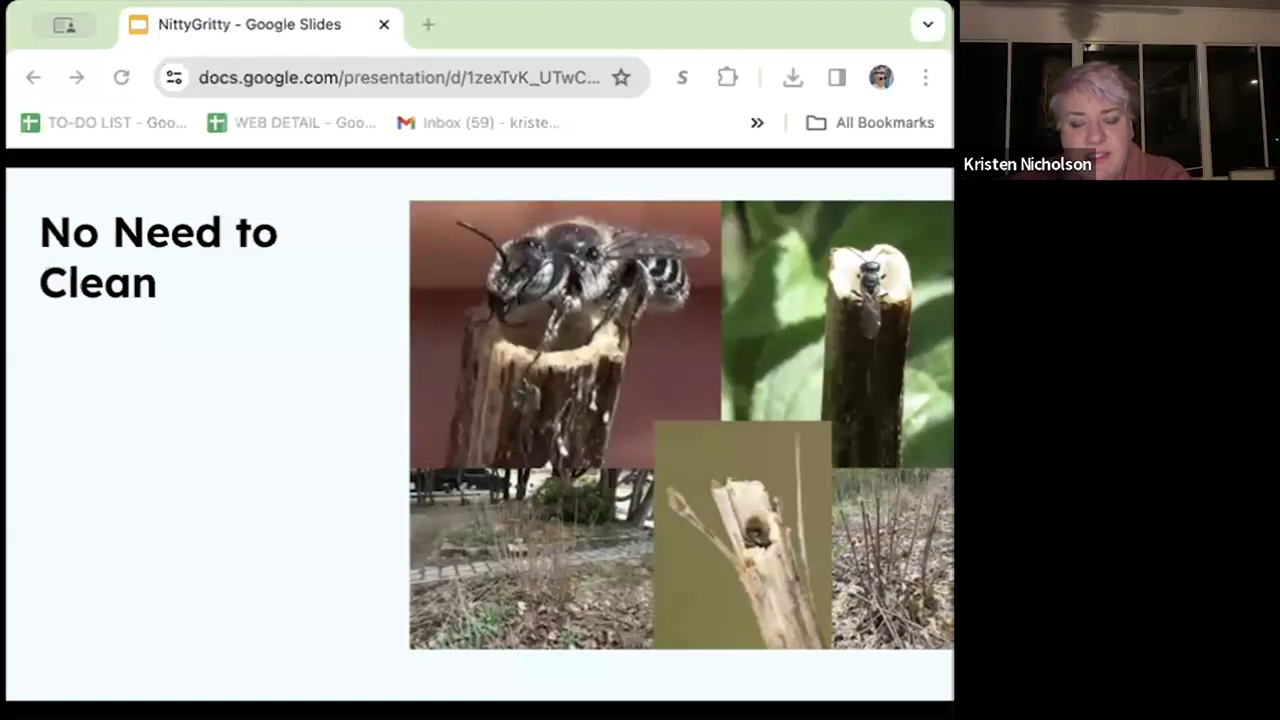 NittyGritty - Google Slides
docs.google.com/presentation/d/1zexTvK_UTwC...
TO-DO LIST - Goo...
WEB DETAIL - Goo...
Inbox (59) - kriste...
All Bookmarks
Kristen Nicholson
No Need to
Clean